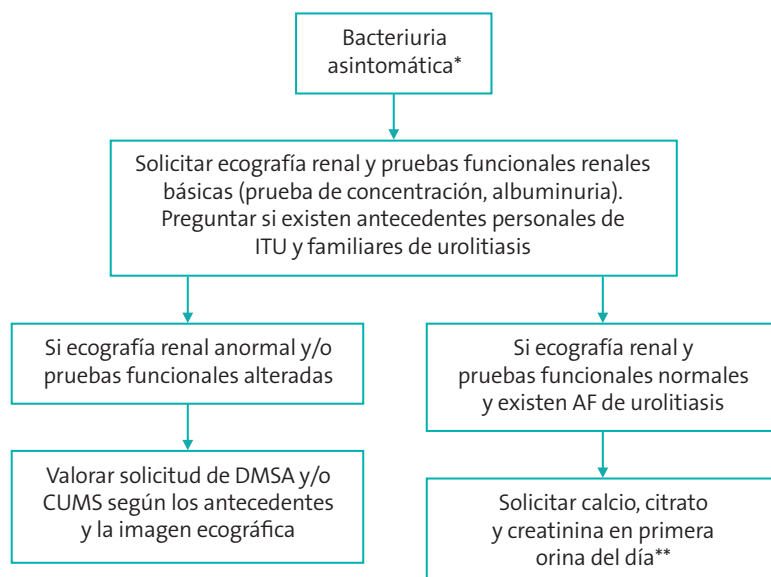 Bacteriuria
asintomática*
Solicitar ecografía renal y pruebas funcionales renales
básicas (prueba de concentración, albuminuria).
Preguntar si existen antecedentes personales de
ITU y familiares de urolitiasis
Si ecografía renal anormal y/o
pruebas funcionales alteradas
Valorar solicitud de DMSA y/o
CUMS según los antecedentes
y la imagen ecográfica
Si ecografía renal y
pruebas funcionales normales
y existen AF de urolitiasis
Solicitar calcio, citrato
y creatinina en primera
orina del día**